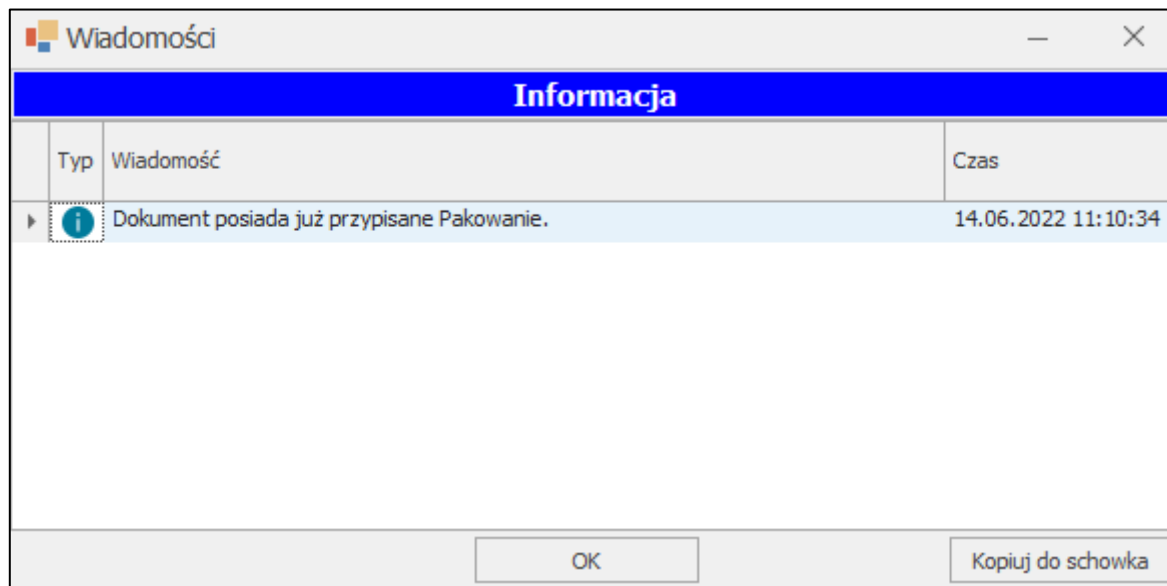 Wiadomości
Informacja
Typ Wiadomość Czas
Dokument posiada już przypisane Pakowanie. 14.06.2022 11:10:34
OK Kopiuj do schowka